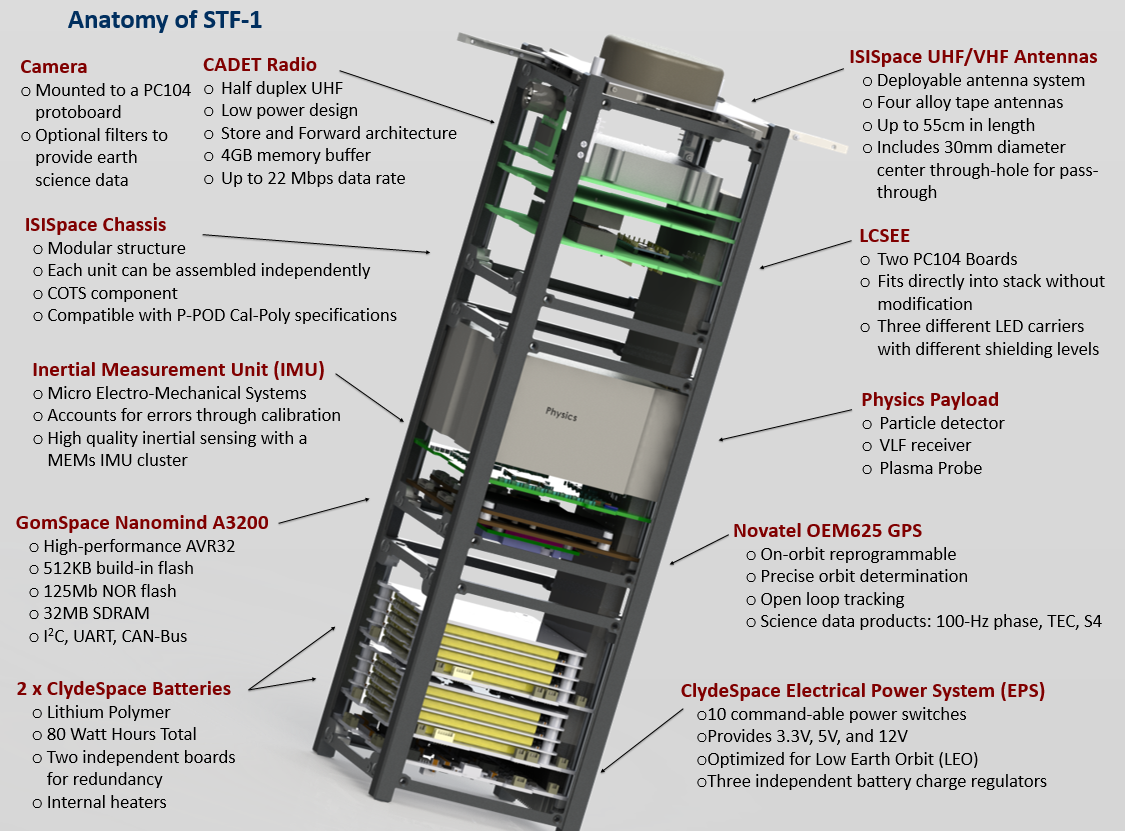 Anatomy of STF-1
Camera
o Mounted to a PC104
protoboard
o Optional filters to
provide earth
science data
CADET Radio
o Half duplex UHF
o Low power design
o Store and Forward architecture
o 4GB memory buffer
o Up to 22 Mbps data rate
ISISpace UHF/VHF Antennas
o Deployable antenna system
o Four alloy tape antennas
o Up to 55cm in length
o Includes 30mm diameter
center through-hole for pass-
through
ISISpace Chassis
o Modular structure
o Each unit can be assembled independently
o COTS component
o Compatible with P-POD Cal-Poly specifications
LCSEE
o Two PC104 Boards
o Fits directly into stack without
modification
o Three different LED carriers
with different shielding levels
Inertial Measurement Unit (IMU)
o Micro Electro-Mechanical Systems
o Accounts for errors through calibration
o High quality inertial sensing with a
MEMs IMU cluster
Physics
Physics Payload
o Particle detector
o VLF receiver
o Plasma Probe
GomSpace Nanomind A3200
o High-performance AVR32
o 512KB build-in flash
o 125Mb NOR flash
o 32MB SDRAM
o I²C, UART, CAN-Bus
Novatel OEM625 GPS
o On-orbit reprogrammable
o Precise orbit determination
o Open loop tracking
o Science data products: 100-Hz phase, TEC, S4
2 x ClydeSpace Batteries
o Lithium Polymer
o 80 Watt Hours Total
o Two independent boards
for redundancy
o Internal heaters
ClydeSpace Electrical Power System (EPS)
o10 command-able power switches
oProvides 3.3V, 5V, and 12V
oOptimized for Low Earth Orbit (LEO)
oThree independent battery charge regulators